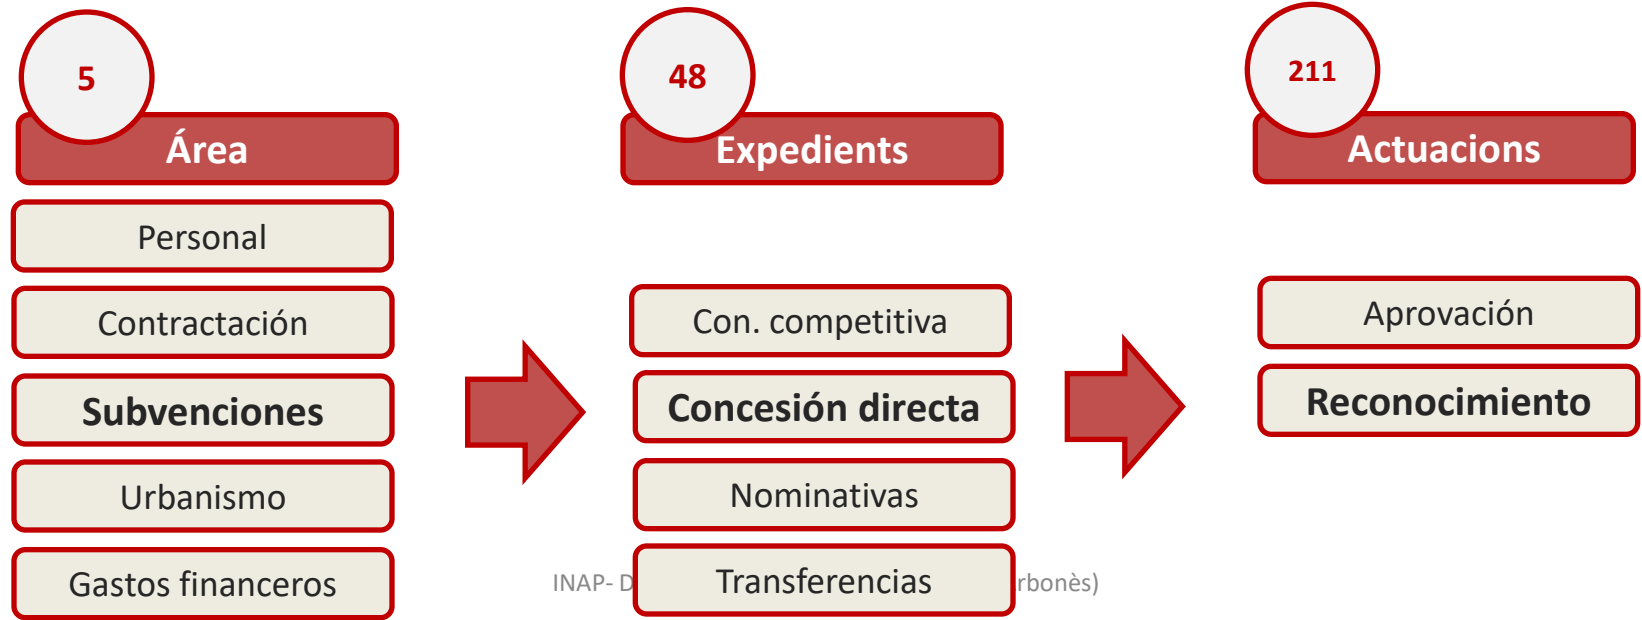 5
Área
Personal
Contractación
Subvenciones
Urbanismo
Gastos financeros
48
Expedients
Con. competitiva
Concesión directa
Nominativas
Transferencias
INAP- D
211
Actuacions
Aprovación
Reconocimiento